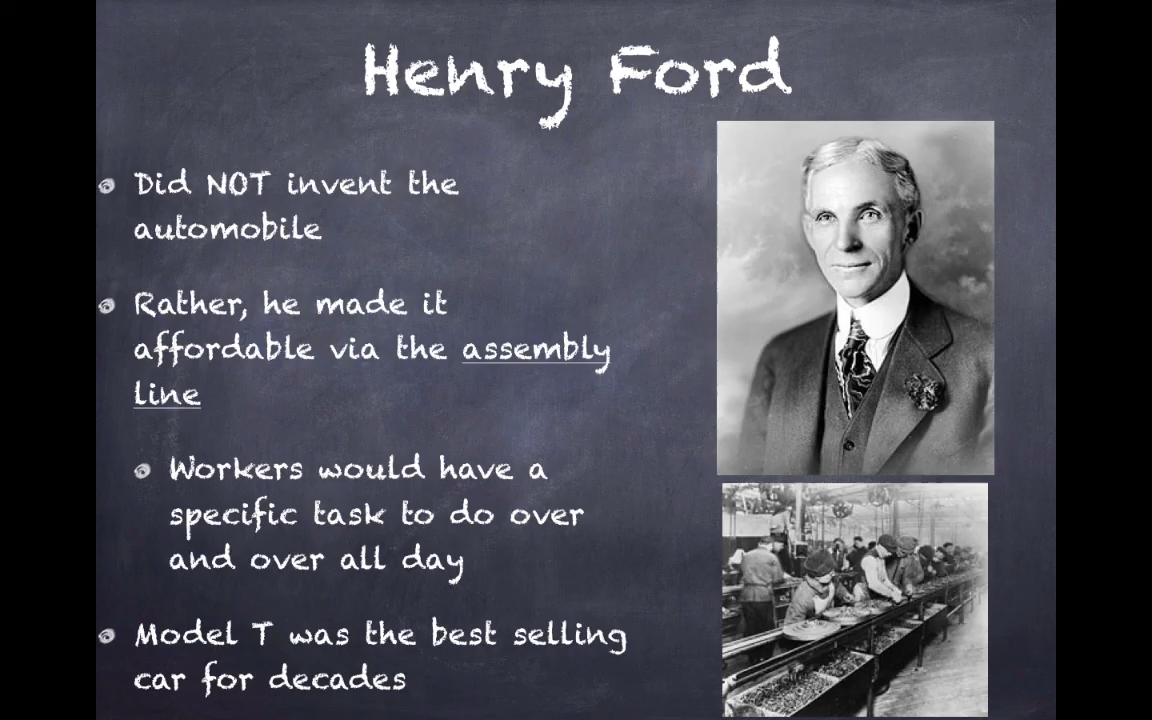 Henry Ford
Did NOT invent the
automobile
Rather, he made it
affordable via the assembly
line
Workers would have a
specific task to do over
and over all day
Model T was the best selling
car for decades